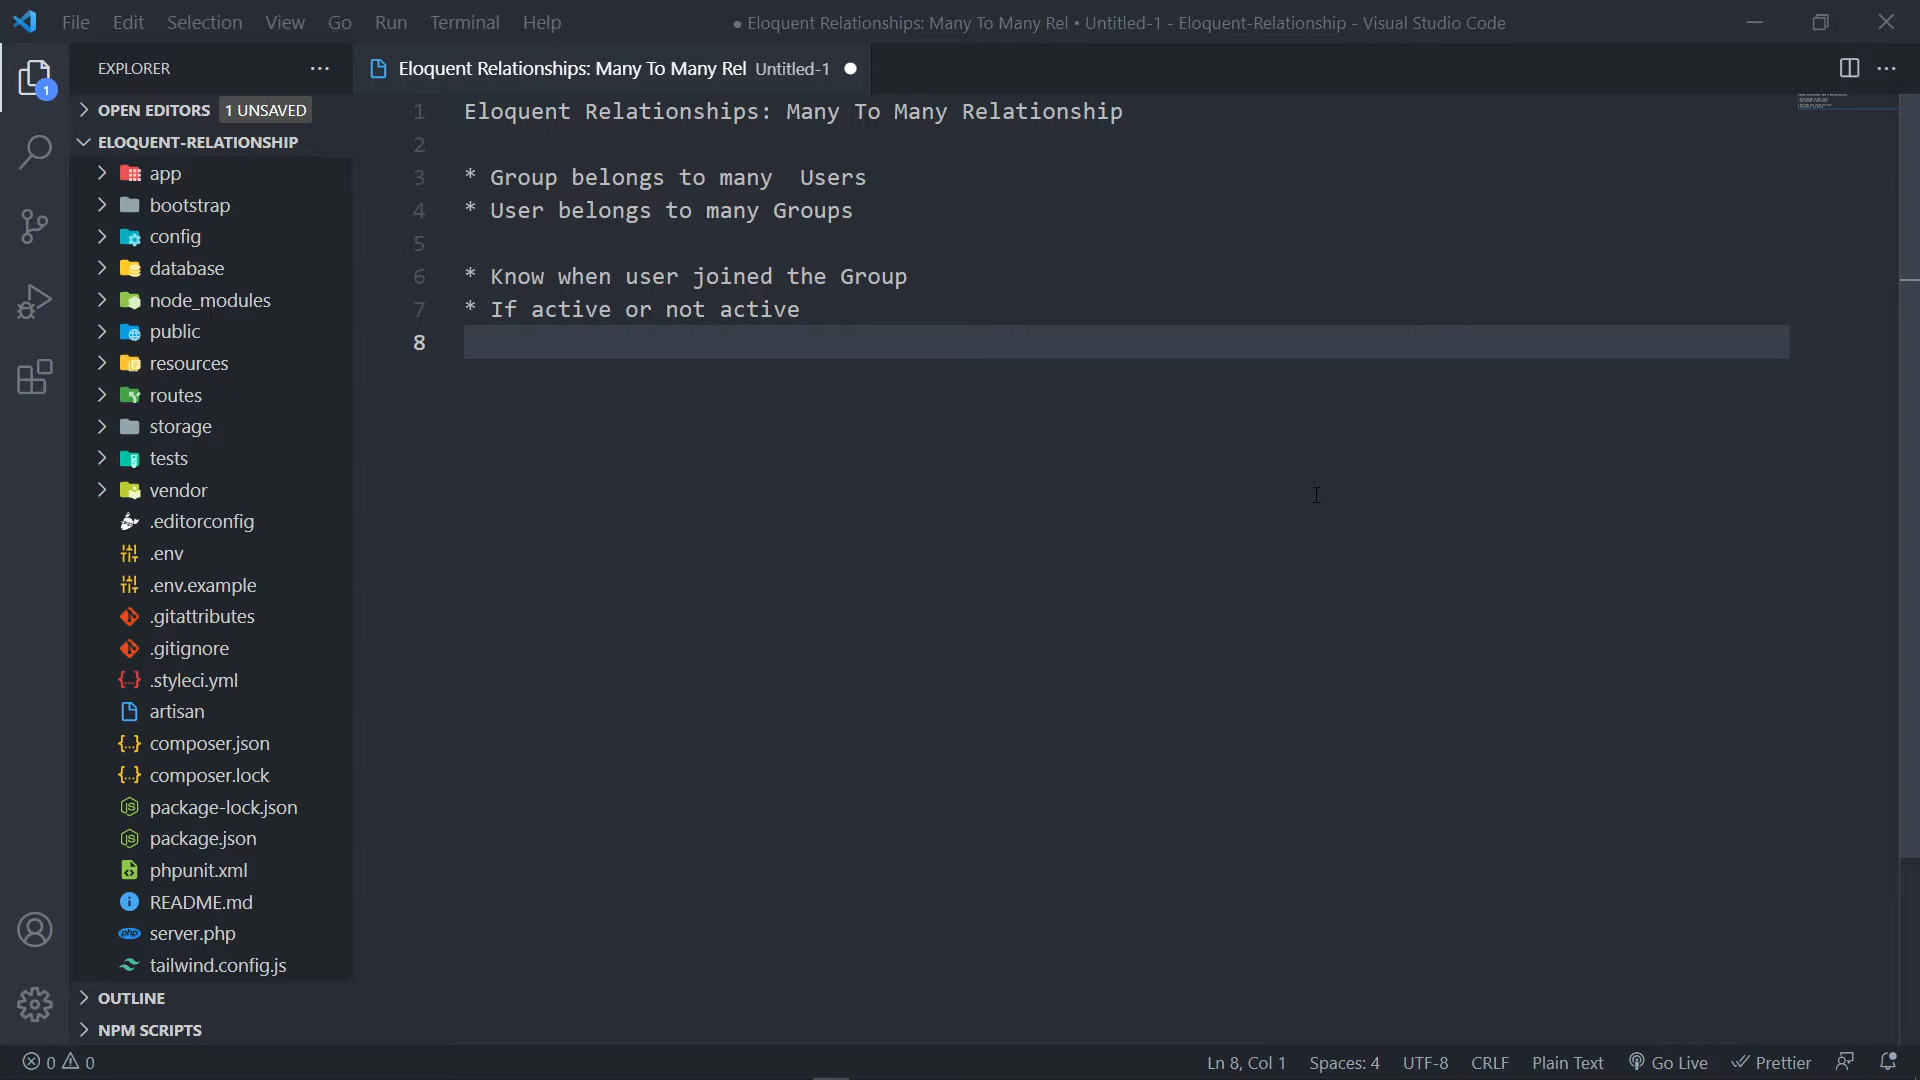 File Edit Selection View Go Run Terminal Help
● Eloquent Relationships: Many To Many Rel • Untitled-1 - Eloquent-Relationship - Visual Studio Code
EXPLORER
Eloquent Relationships: Many To Many Rel Untitled-1
1
OPEN EDITORS 1 UNSAVED
ELOQUENT-RELATIONSHIP
app
bootstrap
config
database
node_modules
public
resources
routes
storage
tests
vendor
.editorconfig
.env
.env.example
.gitattributes
.gitignore
.styleci.yml
artisan
composer.json
composer.lock
package-lock.json
package.json
phpunit.xml
README.md
server.php
tailwind.config.js
OUTLINE
NPM SCRIPTS
1 Eloquent Relationships: Many To Many Relationship
2
3 * Group belongs to many  Users
4 * User belongs to many Groups
5
6 * Know when user joined the Group
7 * If active or not active
8
0 0
Ln 8, Col 1 Spaces: 4 UTF-8 CRLF Plain Text Go Live Prettier